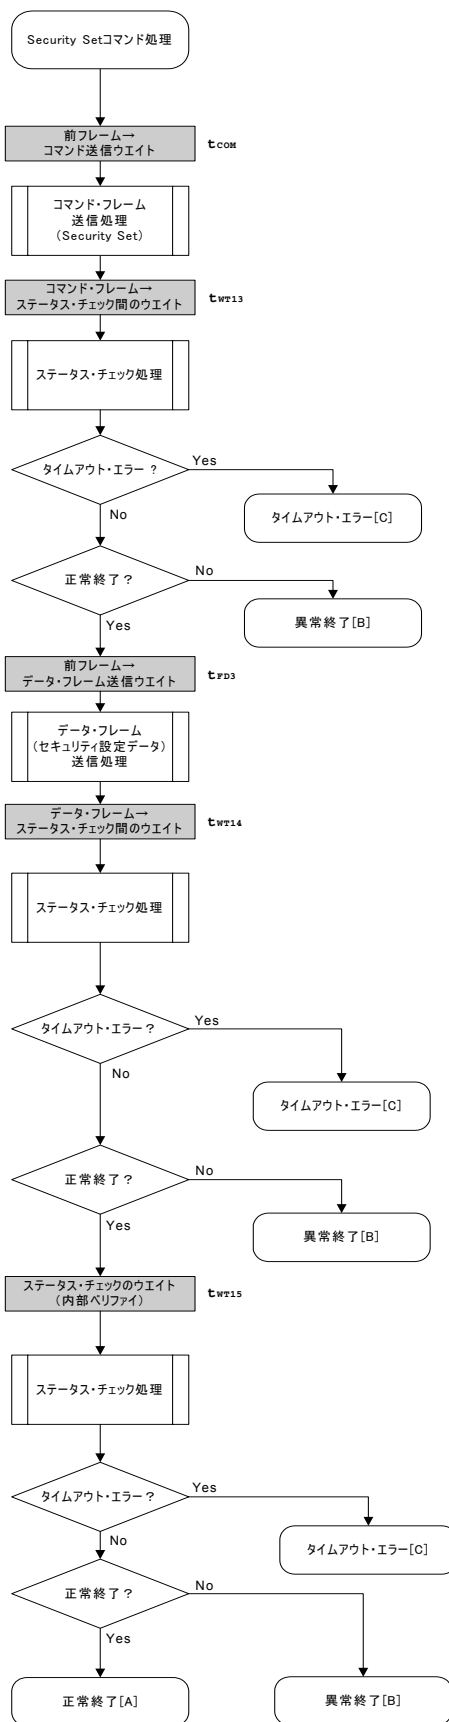 Security Setコマンド処理
前フレーム→
コマンド送信ウエイト
tCOM
コマンド・フレーム
送信処理
(Security Set)
コマンド・フレーム→
ステータス・チェック間のウエイト
tWT13
ステータス・チェック処理
タイムアウト・エラー ?
Yes
No
タイムアウト・エラー[C]
正常終了?
No
Yes
異常終了[B]
前フレーム→
データ・フレーム送信ウエイト
tFD3
データ・フレーム
(セキュリティ設定データ)
送信処理
データ・フレーム→
ステータス・チェック間のウエイト
tWT14
ステータス・チェック処理
タイムアウト・エラー?
Yes
No
タイムアウト・エラー[C]
正常終了?
No
Yes
異常終了[B]
ステータス・チェックのウエイト
(内部ベリファイ)
tWT15
ステータス・チェック処理
タイムアウト・エラー?
Yes
No
タイムアウト・エラー[C]
正常終了?
No
Yes
正常終了[A]
異常終了[B]